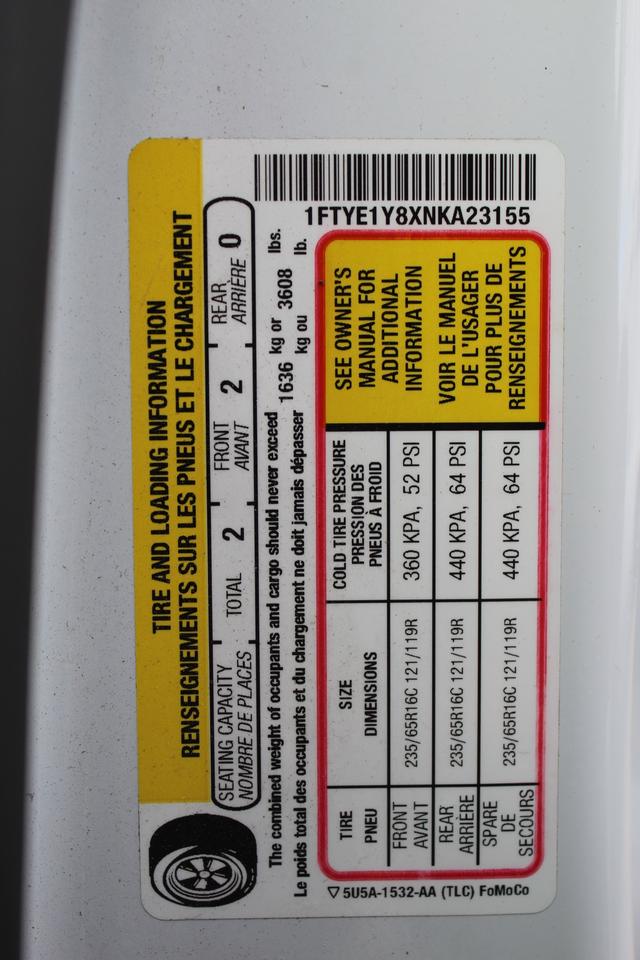 TIRE AND LOADING INFORMATION
RENSEIGNEMENTS SUR LES PNEUS ET LE CHARGEMENT
SEATING CAPACITY
NOMBRE DE PLACES
TOTAL 2
FRONT
AVANT
2
REAR
ARRIÈRE
0
The combined weight of occupants and cargo should never exceed 1636 kg or 3608 lbs.
Le poids total des occupants et du chargement ne doit jamais dépasser kg ou lb.
TIRE
PNEU
SIZE
DIMENSIONS
COLD TIRE PRESSURE
PRESSION DES
PNEUS À FROID
FRONT
AVANT
235/65R16C 121/119R
360 KPA, 52 PSI
REAR
ARRIÈRE
235/65R16C 121/119R
440 KPA, 64 PSI
SPARE
DE
SECOURS
235/65R16C 121/119R
440 KPA, 64 PSI
SEE OWNER'S
MANUAL FOR
ADDITIONAL
INFORMATION
VOIR LE MANUEL
DE L'USAGER
POUR PLUS DE
RENSEIGNEMENTS
1FTYE1Y8XNKA23155
5U5A-1532-AA (TLC) FoMoCo